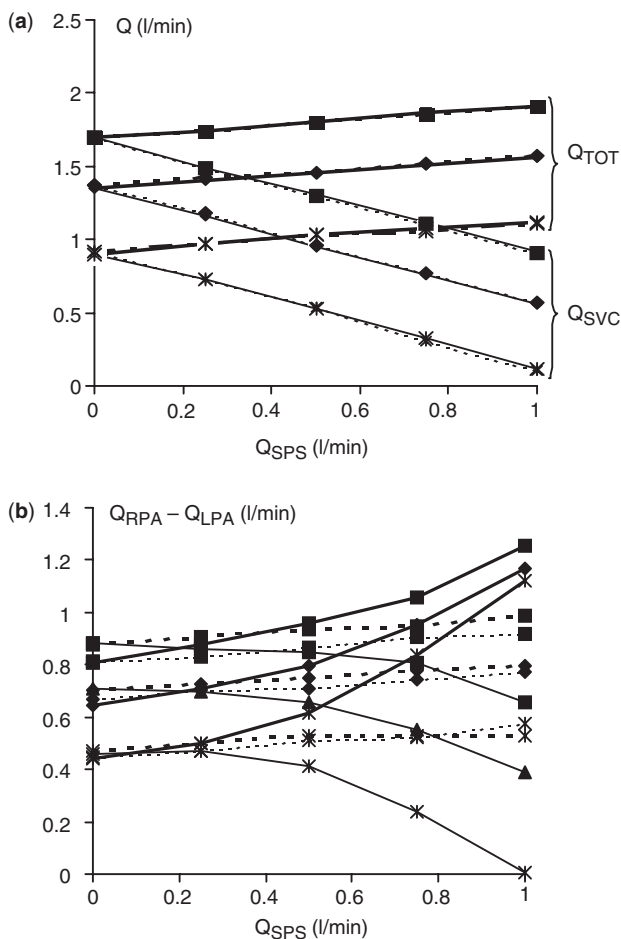 (a)
Q (l/min)
2.5
2
1.5
1
0.5
0
Q_TOT
Q_SVC
0 0.2 0.4 0.6 0.8 1
Q_SPS (l/min)
(b)
Q_RPA – Q_LPA (l/min)
1.4
1.2
1
0.8
0.6
0.4
0.2
0
0 0.2 0.4 0.6 0.8 1
Q_SPS (l/min)